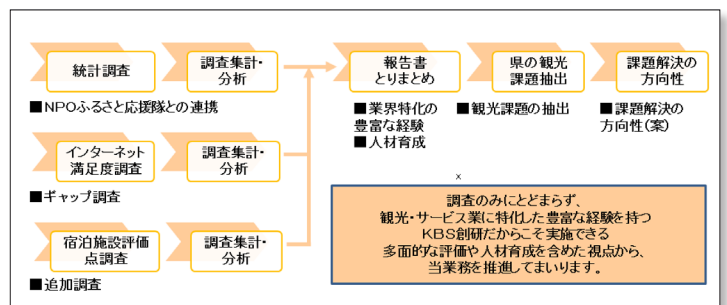 統計調査
調査集計・
分析
報告書
とりまとめ
県の観光
課題抽出
課題解決の
方向性
■NPOふるさと応援隊との連携
■業界特化の
豊富な経験
■人材育成
■観光課題の抽出
■課題解決の
方向性(案)
インターネット
満足度調査
調査集計・
分析
■ギャップ調査
宿泊施設評価
点調査
調査集計・
分析
■追加調査
x
調査のみにとどまらず、
観光・サービス業に特化した豊富な経験を持つ
KBS創研だからこそ実施できる
多面的な評価や人材育成を含めた視点から、
当業務を推進してまいります。